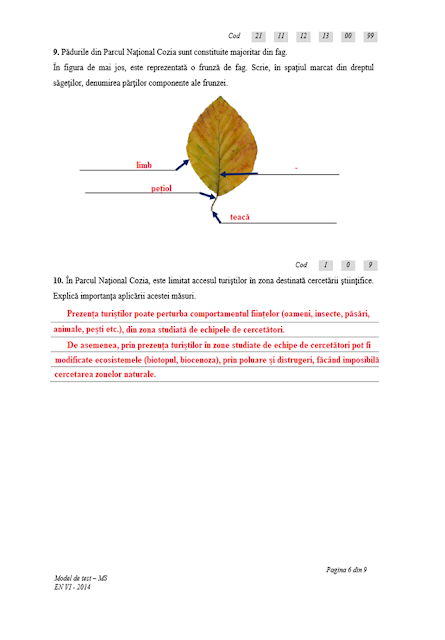 Cod 21 11 12 13 00 99
9. Pădurile din Parcul Național Cozia sunt constituite majoritar din fag.
În figura de mai jos, este reprezentată o frunză de fag. Scrie, în spațiul marcat din dreptul
săgeților, denumirea părților componente ale frunzei.
limb
-
pețiol
teacă
Cod 1 0 9
10. În Parcul Național Cozia, este limitat accesul turiștilor în zona destinată cercetării științifice.
Explică importanța aplicării acestei măsuri.
Prezența turiștilor poate perturba comportamentul ființelor (oameni, insecte, păsări,
animale, pești etc.), din zona studiată de echipele de cercetători.
De asemenea, prin prezența turiștilor în zone studiate de echipe de cercetători pot fi
modificate ecosistemele (biotopul, biocenoza), prin poluare și distrugeri, făcând imposibilă
cercetarea zonelor naturale.
Pagina 6 din 9
Model de test – MS
EN VI - 2014